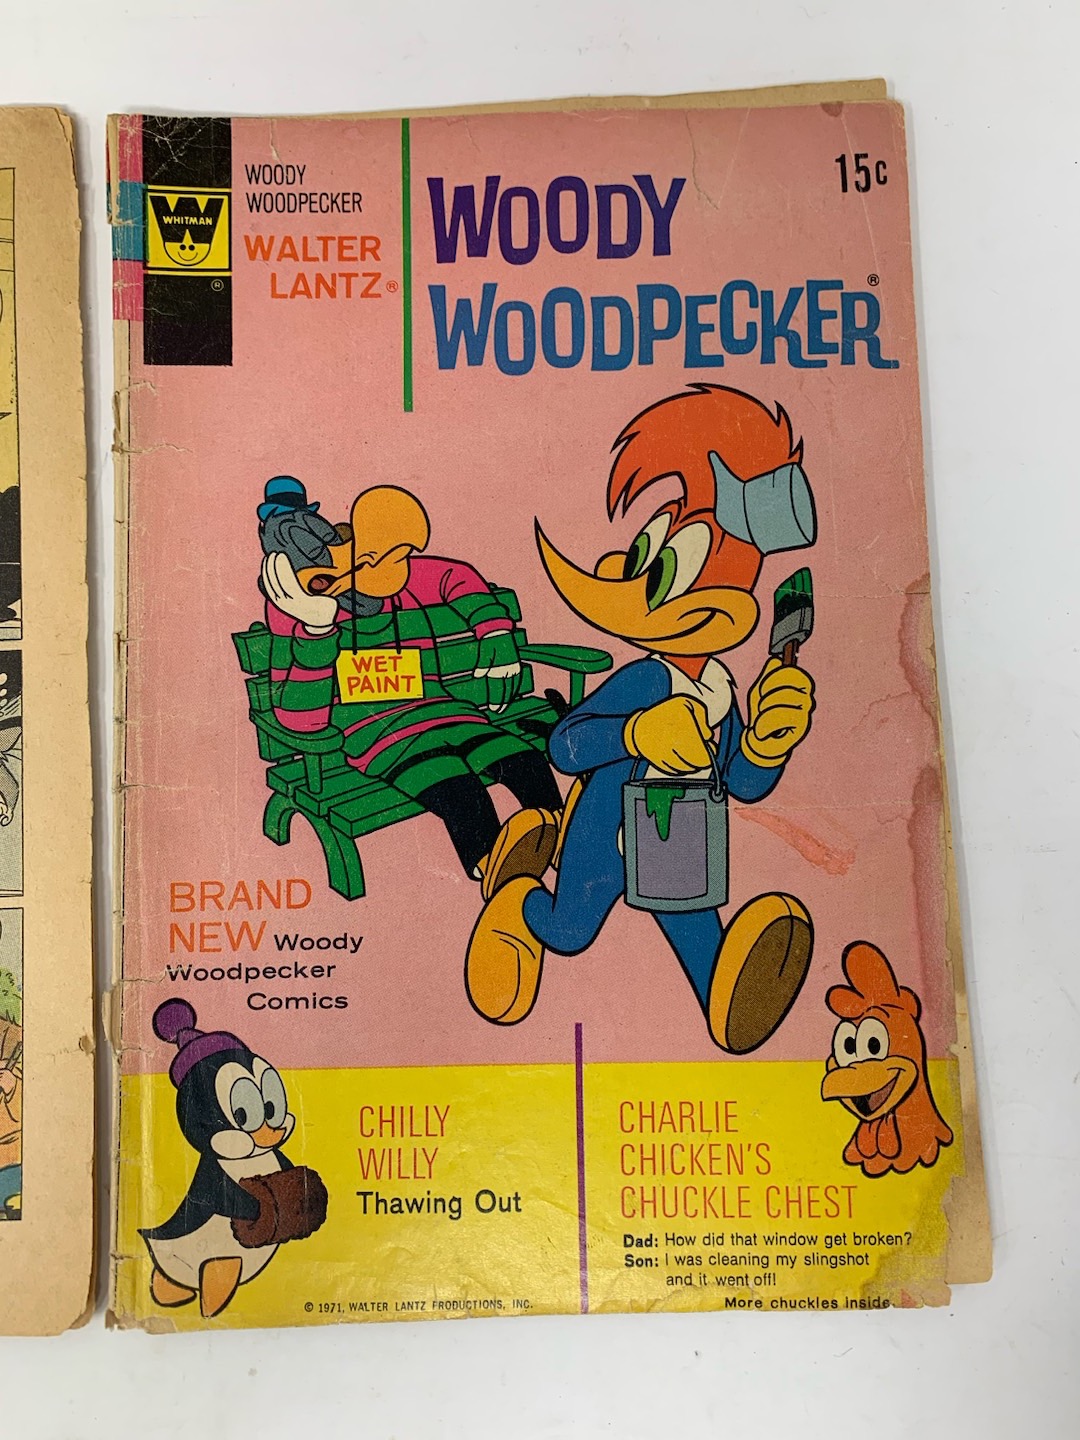 WHITMAN
®
WOODY
WOODPECKER
WALTER
LANTZ®
WOODY
WOODPECKER®
15c
WET
PAINT
BRAND
NEW Woody
Woodpecker
Comics
CHILLY
WILLY
Thawing Out
CHARLIE
CHICKEN'S
CHUCKLE CHEST
Dad: How did that window get broken?
Son: I was cleaning my slingshot
and it went off!
More chuckles inside.
© 1971, WALTER LANTZ PRODUCTIONS, INC.